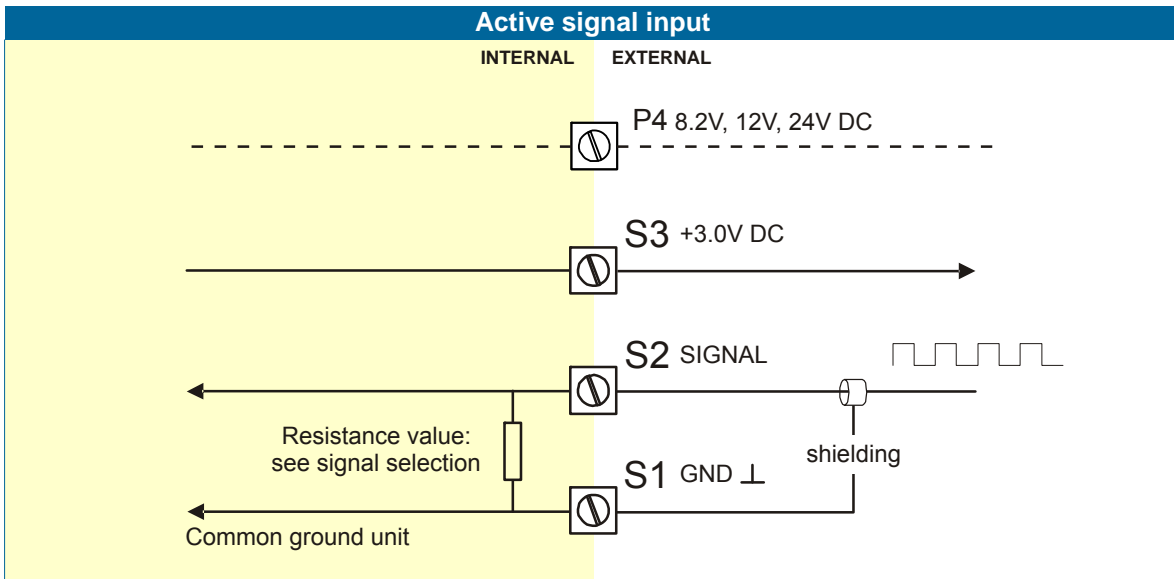 Active signal input
INTERNAL EXTERNAL
P4 8.2V, 12V, 24V DC
S3 +3.0V DC
S2 SIGNAL
Resistance value:
see signal selection
shielding
S1 GND ⊥
Common ground unit